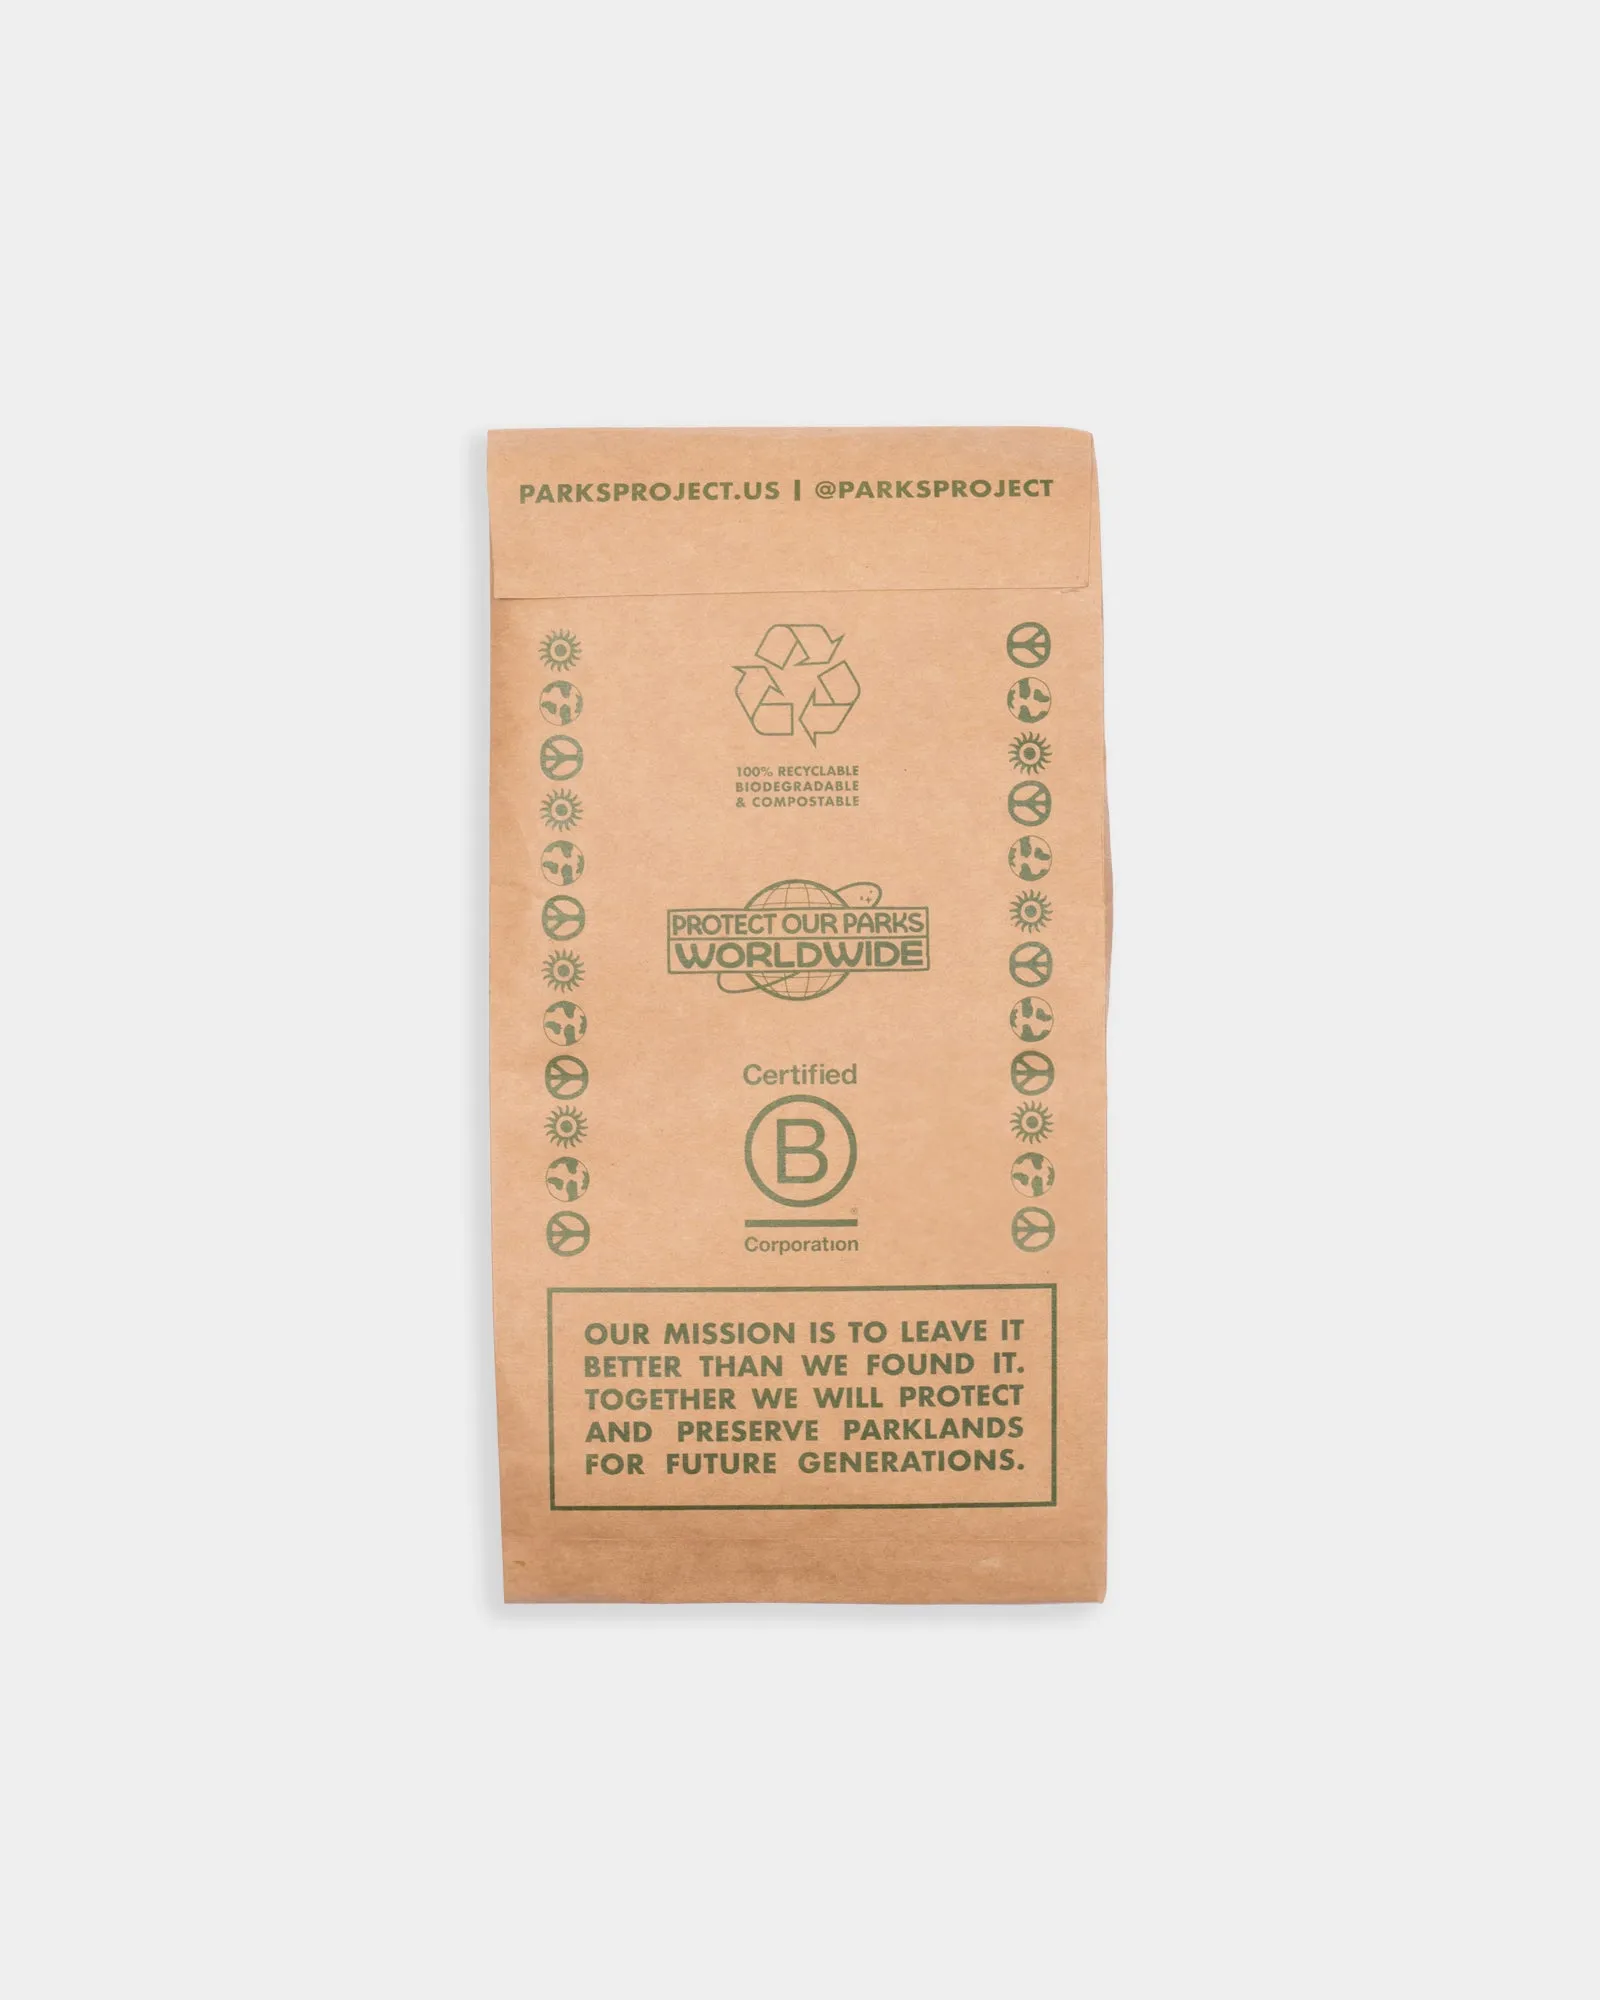 PARKSPROJECT.US | @PARKSPROJECT
100% RECYCLABLE
BIODEGRADABLE
& COMPOSTABLE
PROTECT OUR PARKS
WORLDWIDE
Certified
B
®
Corporation
OUR MISSION IS TO LEAVE IT
BETTER THAN WE FOUND IT.
TOGETHER WE WILL PROTECT
AND PRESERVE PARKLANDS
FOR FUTURE GENERATIONS.